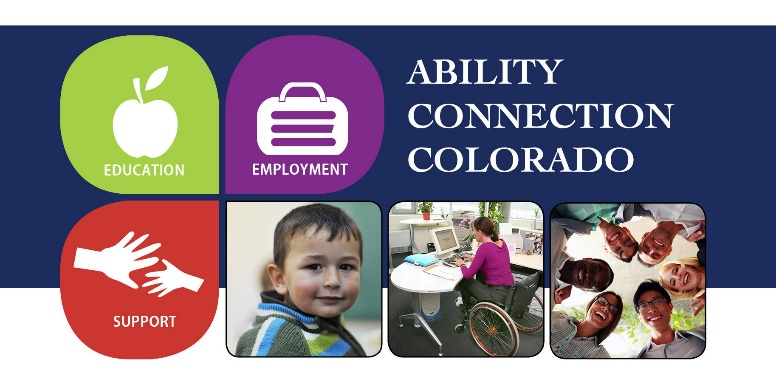 ABILITY
CONNECTION
COLORADO
EDUCATION
EMPLOYMENT
SUPPORT